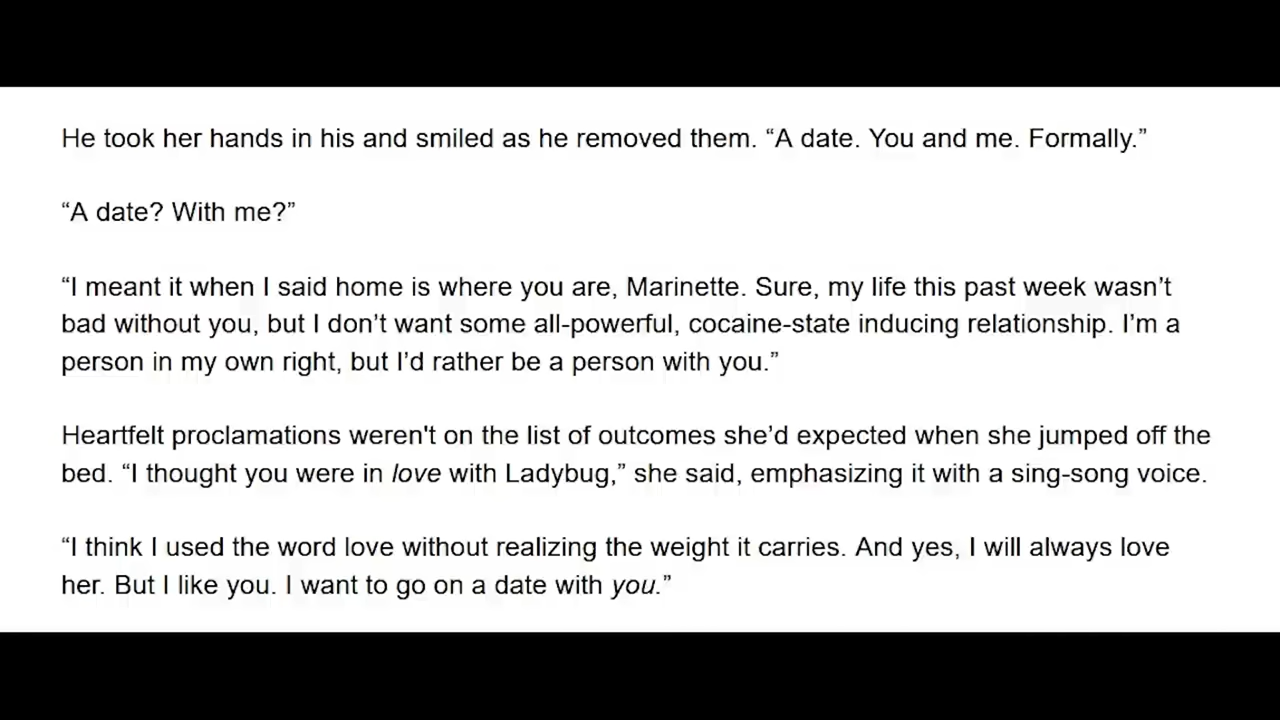 He took her hands in his and smiled as he removed them. “A date. You and me. Formally.”
“A date? With me?”
“I meant it when I said home is where you are, Marinette. Sure, my life this past week wasn’t
bad without you, but I don’t want some all-powerful, cocaine-state inducing relationship. I’m a
person in my own right, but I’d rather be a person with you.”
Heartfelt proclamations weren't on the list of outcomes she’d expected when she jumped off the
bed. “I thought you were in love with Ladybug,” she said, emphasizing it with a sing-song voice.
“I think I used the word love without realizing the weight it carries. And yes, I will always love
her. But I like you. I want to go on a date with you.”